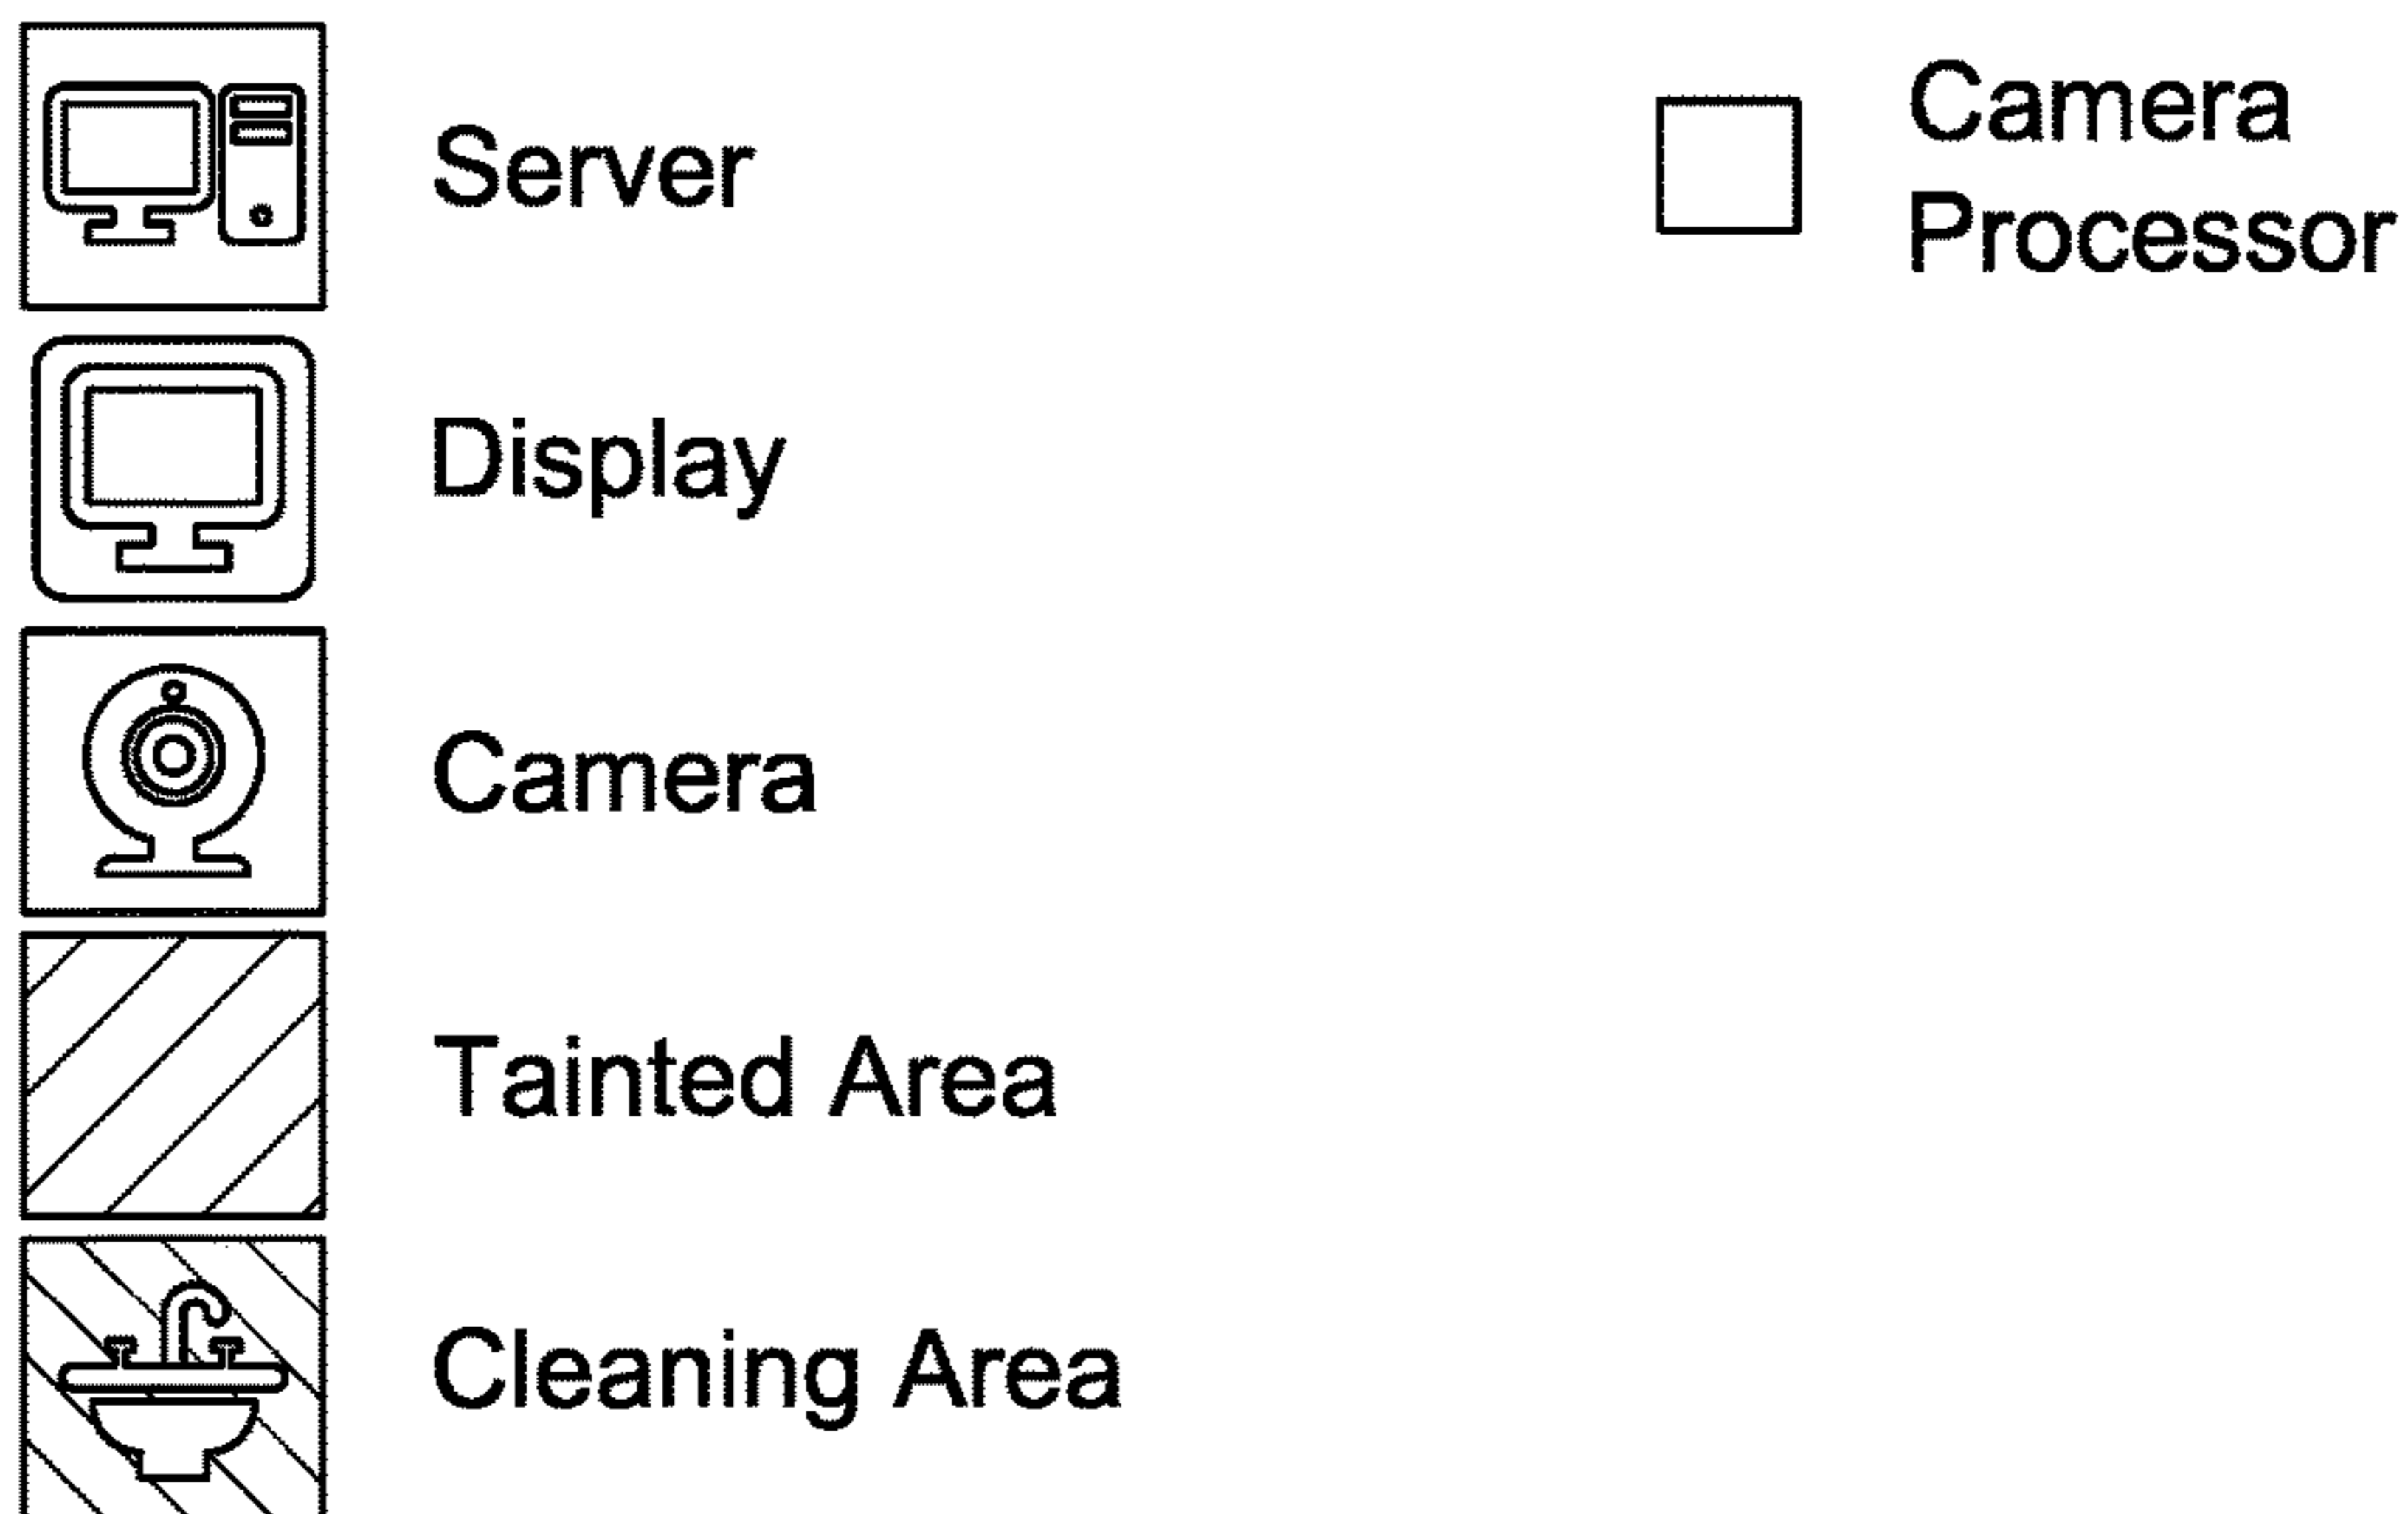 Server
Camera
Processor
Display
Camera
Tainted Area
Cleaning Area